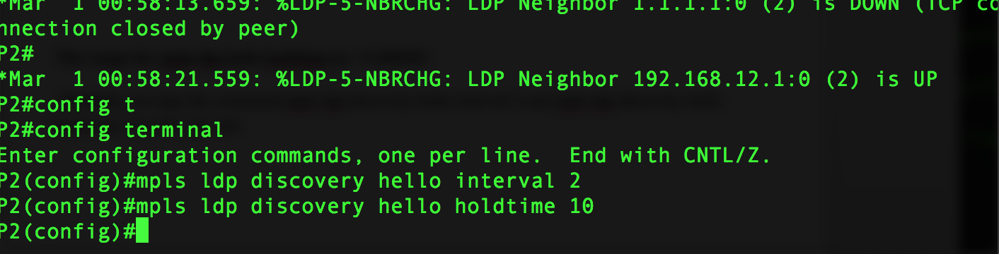 *Mar  1 00:58:13.659: %LDP-5-NBRCHG: LDP Neighbor 1.1.1.1:0 (2) is DOWN (TCP co
nnection closed by peer)
P2#
*Mar  1 00:58:21.559: %LDP-5-NBRCHG: LDP Neighbor 192.168.12.1:0 (2) is UP
P2#config t
P2#config terminal
Enter configuration commands, one per line.  End with CNTL/Z.
P2(config)#mpls ldp discovery hello interval 2
P2(config)#mpls ldp discovery hello holdtime 10
P2(config)#